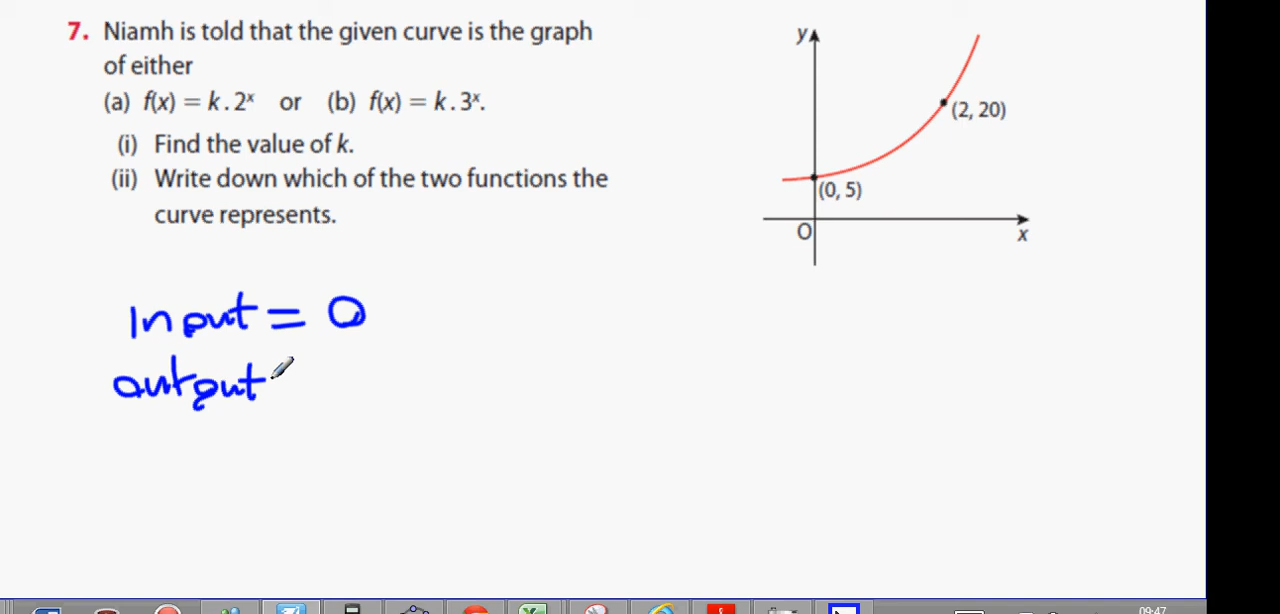 7. Niamh is told that the given curve is the graph
of either
(a) f(x) = k . 2ˣ or (b) f(x) = k . 3ˣ.
(i) Find the value of k.
(ii) Write down which of the two functions the
curve represents.
y
(2, 20)
(0, 5)
O
x
Input = 0
output
09:47